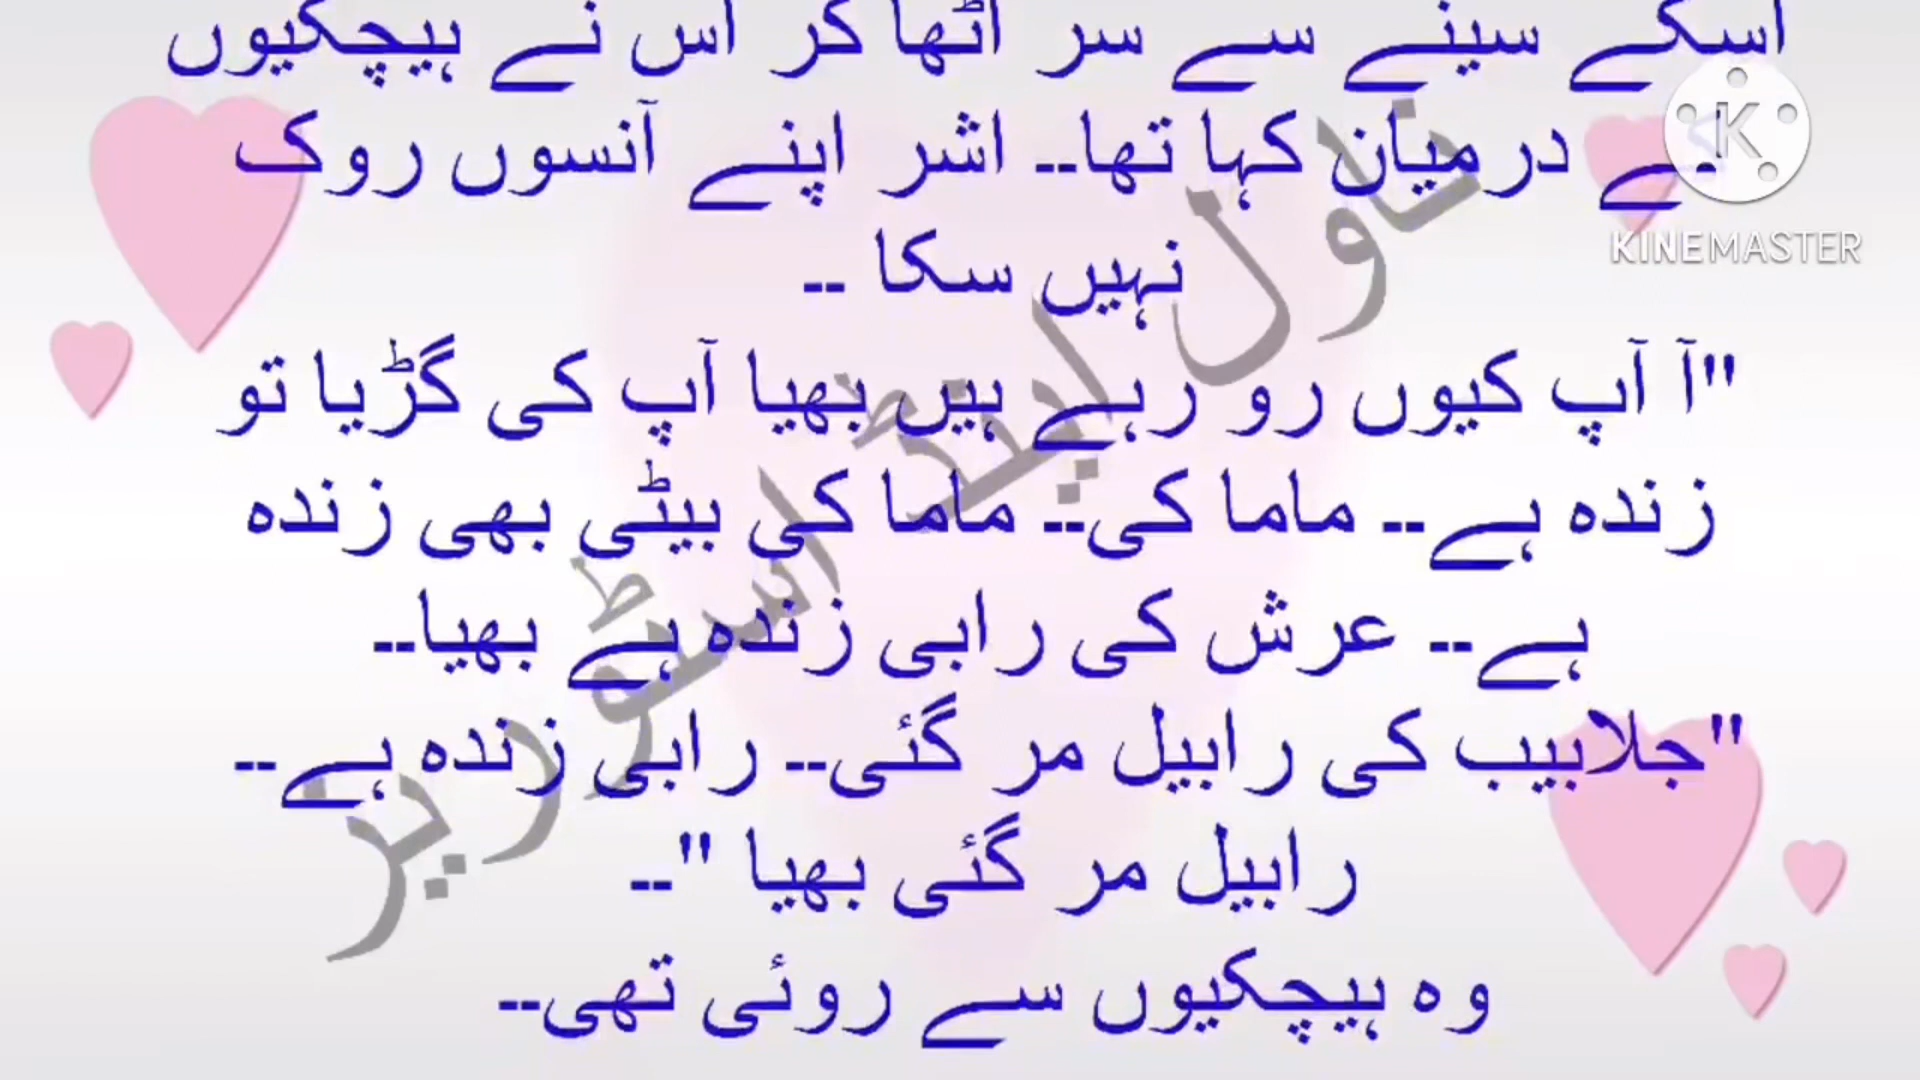 اسکے سینے سے سر اٹھا کر اس نے ہیچکیوں
کے درمیان کہا تھا-- اشر اپنے آنسوں روک
نہیں سکا --
"آ آپ کیوں رو رہے ہیں بھیا آپ کی گڑیا تو
زندہ ہے-- ماما کی-- ماما کی بیٹی بھی زندہ
ہے-- عرش کی رابی زندہ ہے بھیا--
"جلابیب کی رابیل مر گئی-- رابی زندہ ہے--
رابیل مر گئی بھیا "--
وہ ہیچکیوں سے روئی تھی--
ناول اینڈ اسٹوریز
K
KINEMASTER